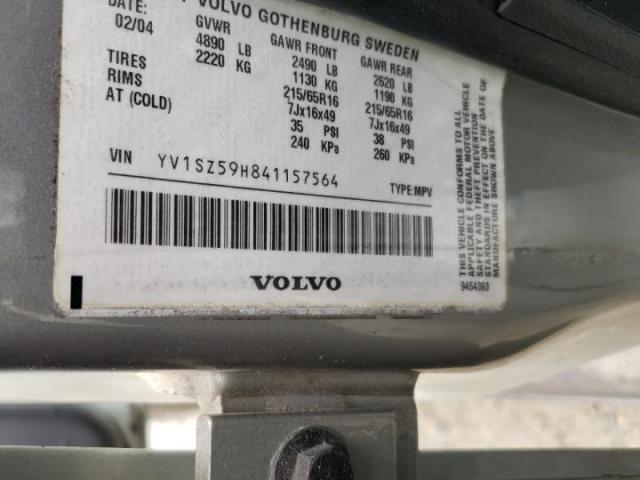 VOLVO GOTHENBURG SWEDEN
DATE: GVWR GAWR FRONT GAWR REAR
02/04 4890 LB 2490 LB 2620 LB
2220 KG 1130 KG 1190 KG
TIRES 215/65R16 215/65R16
RIMS 7Jx16x49 7Jx16x49
AT (COLD) 35 PSI 38 PSI
240 KPa 260 KPa
VIN YV1SZ59H841157564 TYPE:MPV
VOLVO
THIS VEHICLE CONFORMS TO ALL
APPLICABLE FEDERAL MOTOR VEHICLE
SAFETY AND THEFT PREVENTION
STANDARDS IN EFFECT ON THE DATE OF
MANUFACTURE SHOWN ABOVE.
9454363